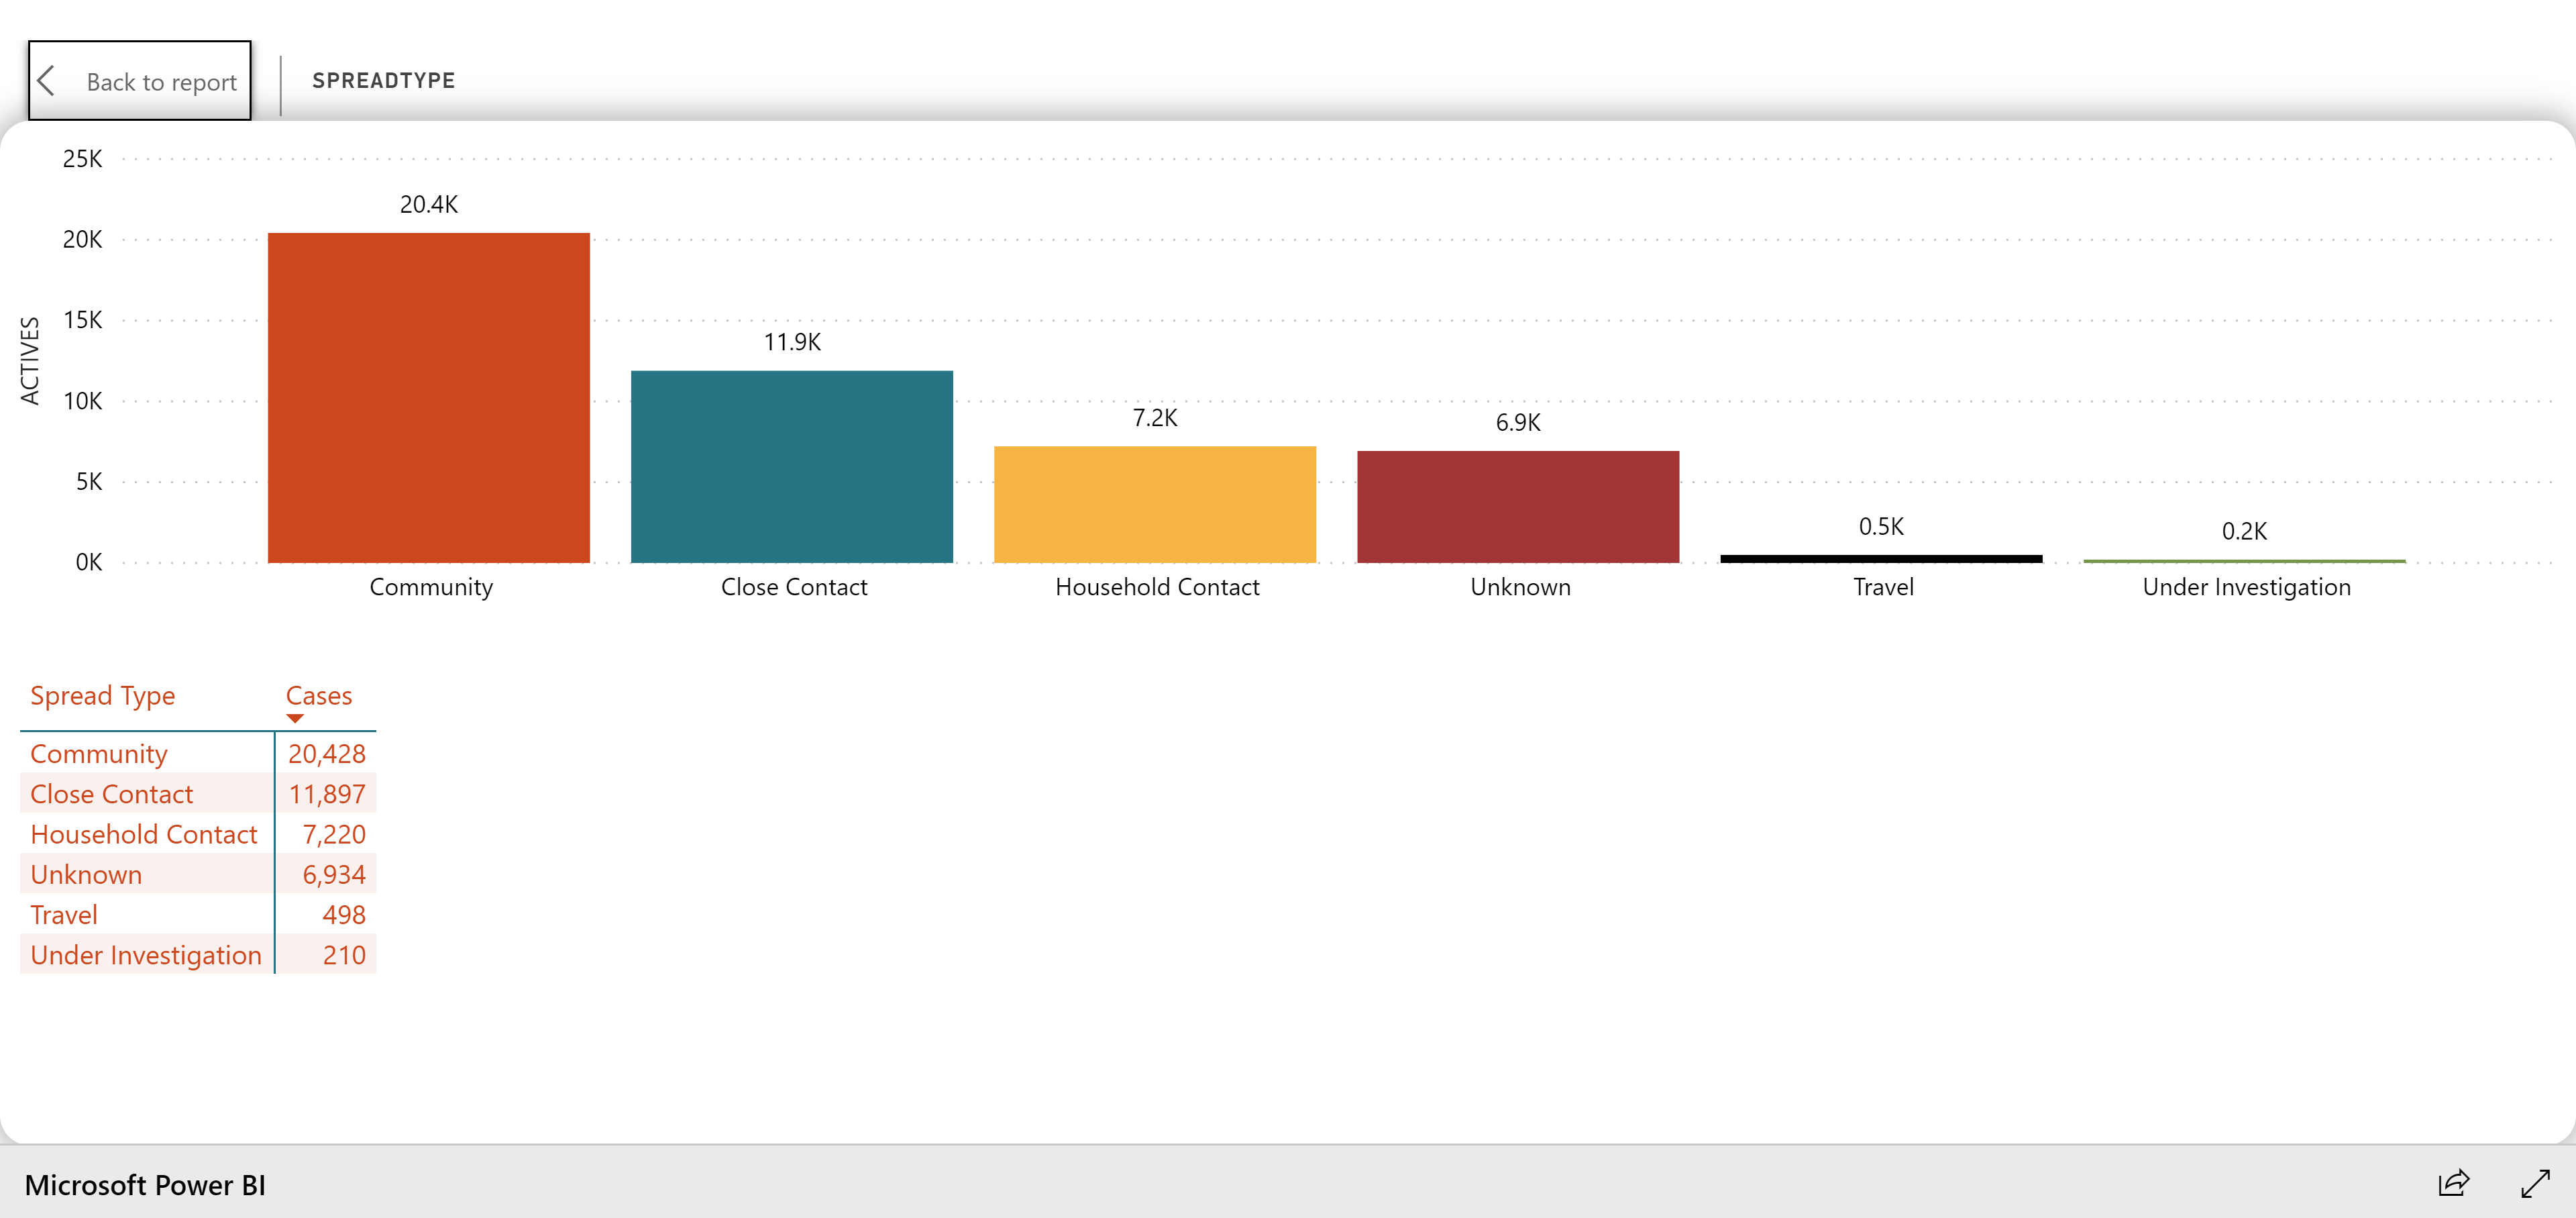 Back to report
SPREADTYPE
ACTIVES
25K
20K
15K
10K
5K
0K
20.4K
11.9K
7.2K
6.9K
0.5K
0.2K
Community
Close Contact
Household Contact
Unknown
Travel
Under Investigation
Spread Type Cases
Community 20,428
Close Contact 11,897
Household Contact 7,220
Unknown 6,934
Travel 498
Under Investigation 210
Microsoft Power BI